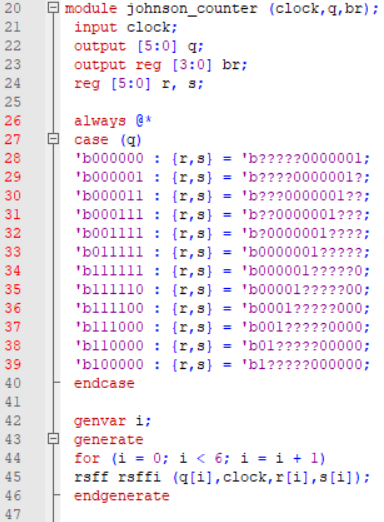 20 module johnson_counter (clock,q,br);
21 input clock;
22 output [5:0] q;
23 output reg [3:0] br;
24 reg [5:0] r, s;
25
26 always @*
27 case (q)
28 'b000000 : {r,s} = 'b?????0000001;
29 'b000001 : {r,s} = 'b????0000001?;
30 'b000011 : {r,s} = 'b???0000001??;
31 'b000111 : {r,s} = 'b??0000001???;
32 'b001111 : {r,s} = 'b?0000001????;
33 'b011111 : {r,s} = 'b0000001?????;
34 'b111111 : {r,s} = 'b000001?????0;
35 'b111110 : {r,s} = 'b00001?????00;
36 'b111100 : {r,s} = 'b0001?????000;
37 'b111000 : {r,s} = 'b001?????0000;
38 'b110000 : {r,s} = 'b01?????00000;
39 'b100000 : {r,s} = 'b1?????000000;
40 endcase
41
42 genvar i;
43 generate
44 for (i = 0; i < 6; i = i + 1)
45 rsff rsffi (q[i],clock,r[i],s[i]);
46 endgenerate
47